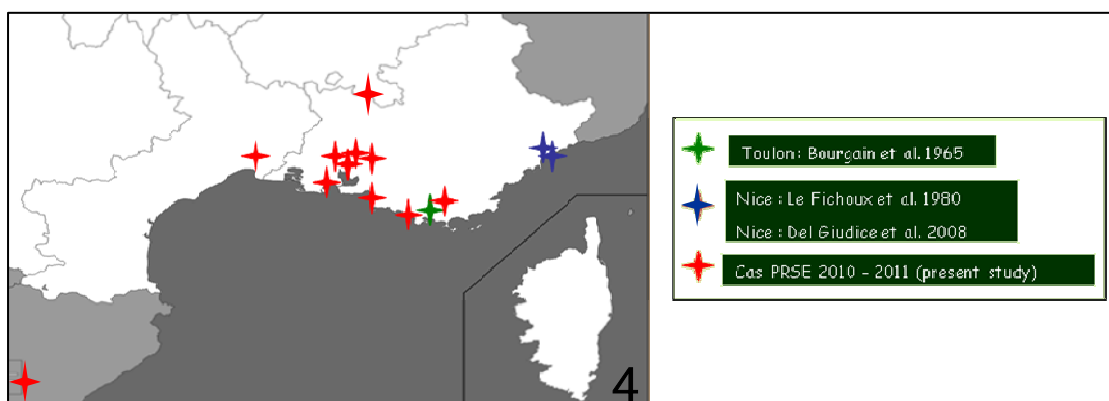 Toulon : Bourgain et al. 1965
Nice : Le Fichoux et al. 1980
Nice : Del Giudice et al. 2008
Cas PRSE 2010 - 2011 (present study)
4